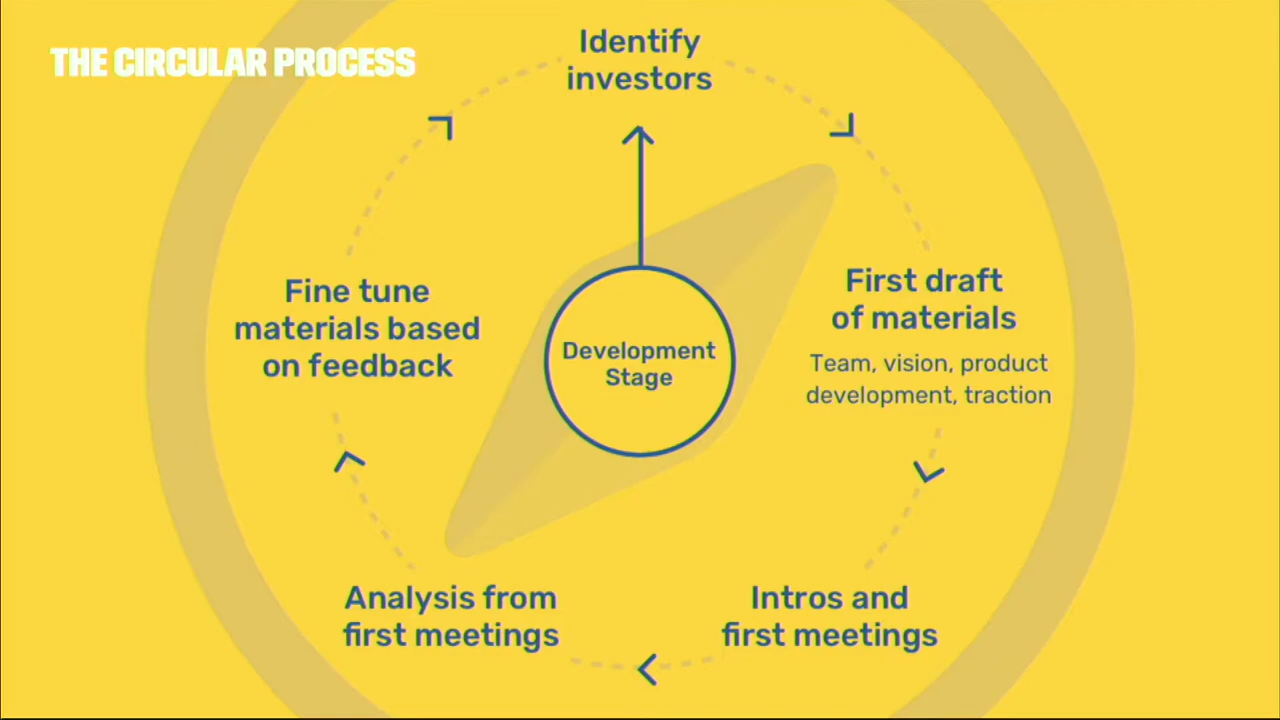 THE CIRCULAR PROCESS
Identify
investors
First draft
of materials
Team, vision, product
development, traction
Intros and
first meetings
Analysis from
first meetings
Fine tune
materials based
on feedback
Development
Stage